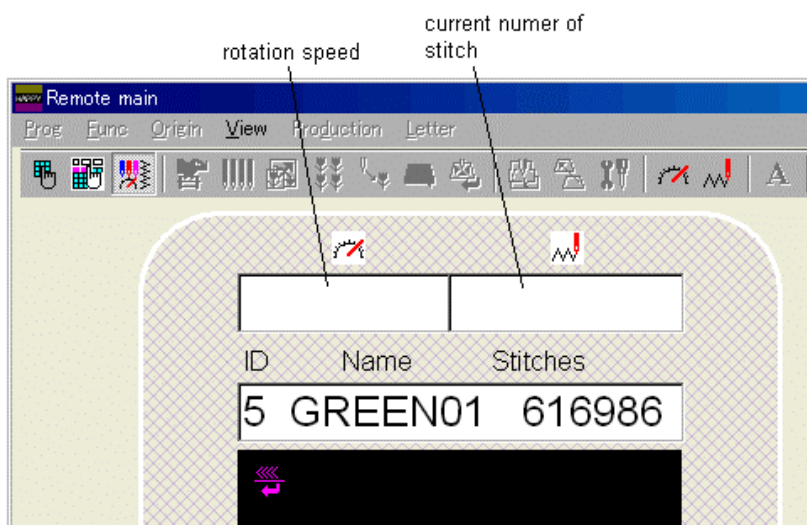 current numer of
stitch
rotation speed
HAPPY Remote main
Prog Func Origin View Production Letter
A
ID Name Stitches
5 GREEN01 616986